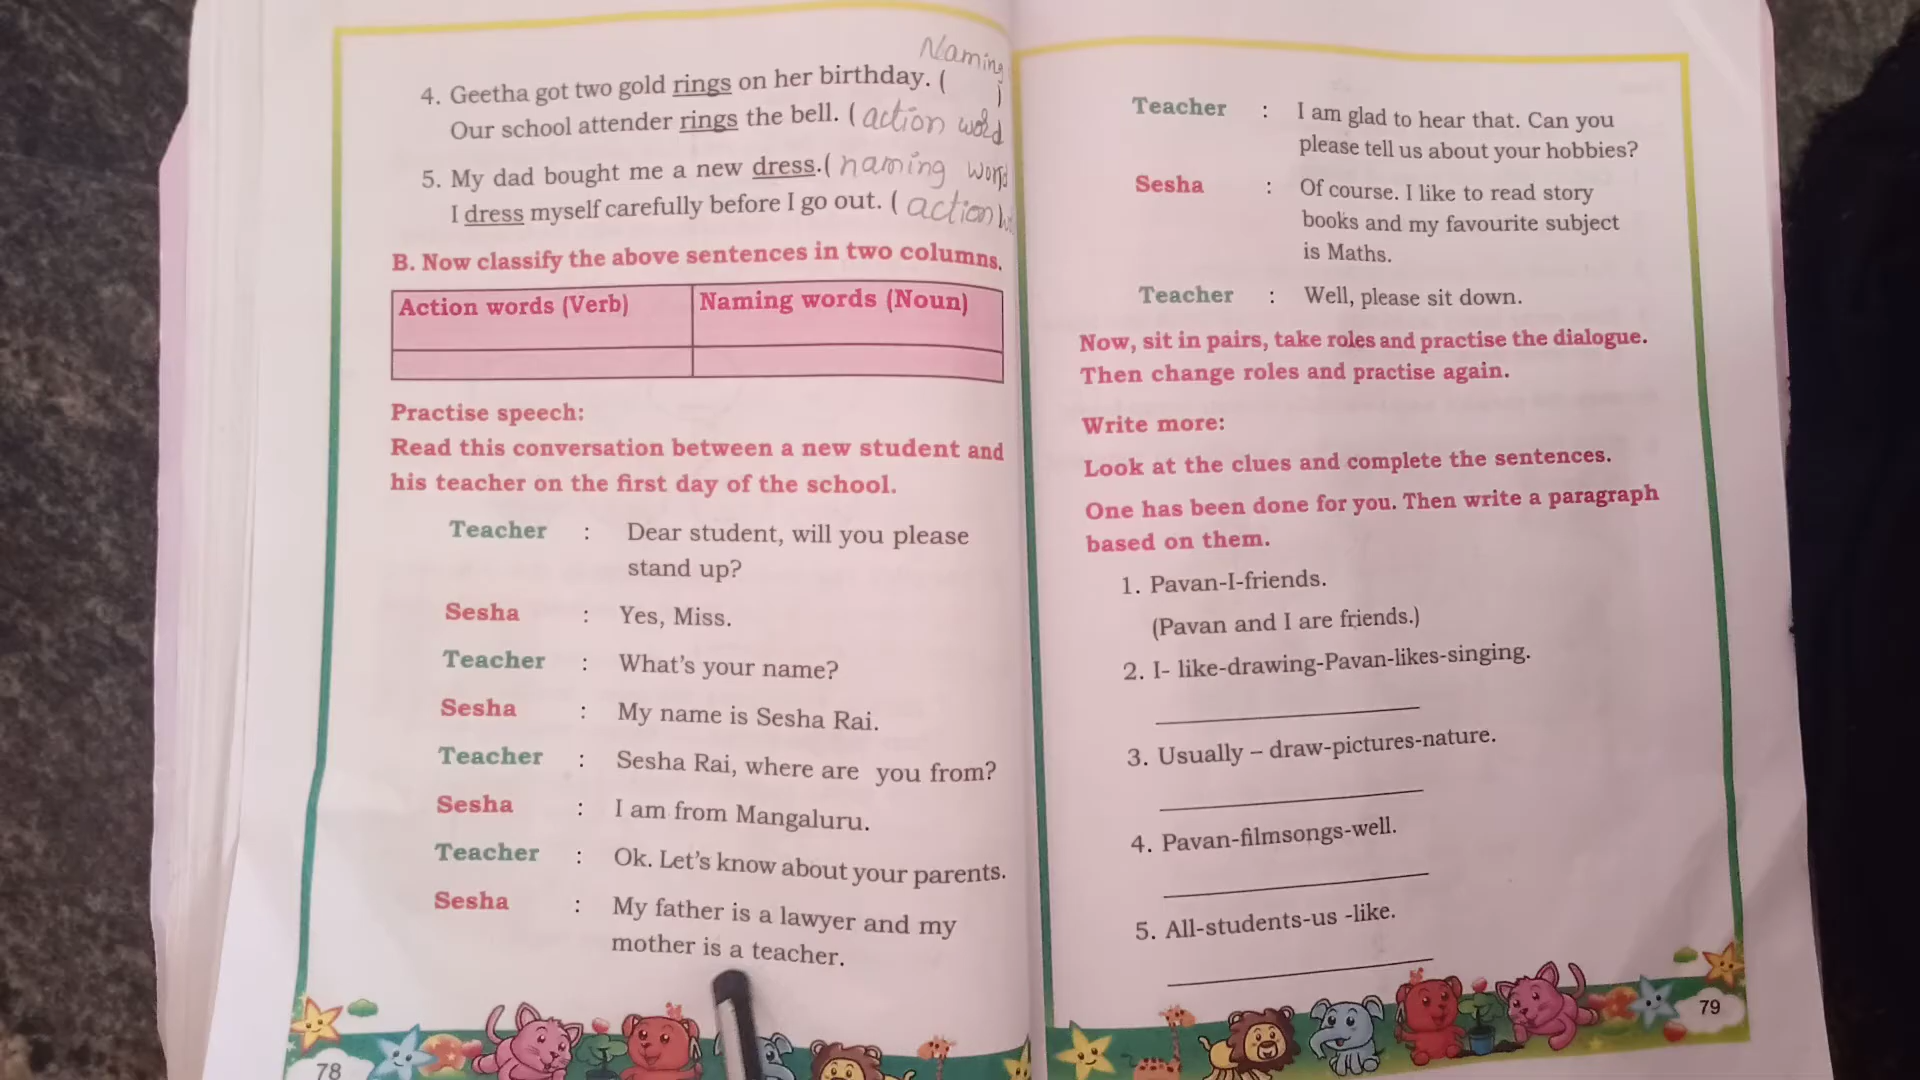 4. Geetha got two gold rings on her birthday. ( Naming )
Our school attender rings the bell. ( action word
5. My dad bought me a new dress.( naming word
I dress myself carefully before I go out. ( action
B. Now classify the above sentences in two columns.
Action words (Verb) Naming words (Noun)
Practise speech:
Read this conversation between a new student and
his teacher on the first day of the school.
Teacher : Dear student, will you please
stand up?
Sesha : Yes, Miss.
Teacher : What's your name?
Sesha : My name is Sesha Rai.
Teacher : Sesha Rai, where are you from?
Sesha : I am from Mangaluru.
Teacher : Ok. Let's know about your parents.
Sesha : My father is a lawyer and my
mother is a teacher.
78
Teacher : I am glad to hear that. Can you
please tell us about your hobbies?
Sesha : Of course. I like to read story
books and my favourite subject
is Maths.
Teacher : Well, please sit down.
Now, sit in pairs, take roles and practise the dialogue.
Then change roles and practise again.
Write more:
Look at the clues and complete the sentences.
One has been done for you. Then write a paragraph
based on them.
1. Pavan-I-friends.
(Pavan and I are friends.)
2. I- like-drawing-Pavan-likes-singing.
3. Usually – draw-pictures-nature.
4. Pavan-filmsongs-well.
5. All-students-us -like.
79